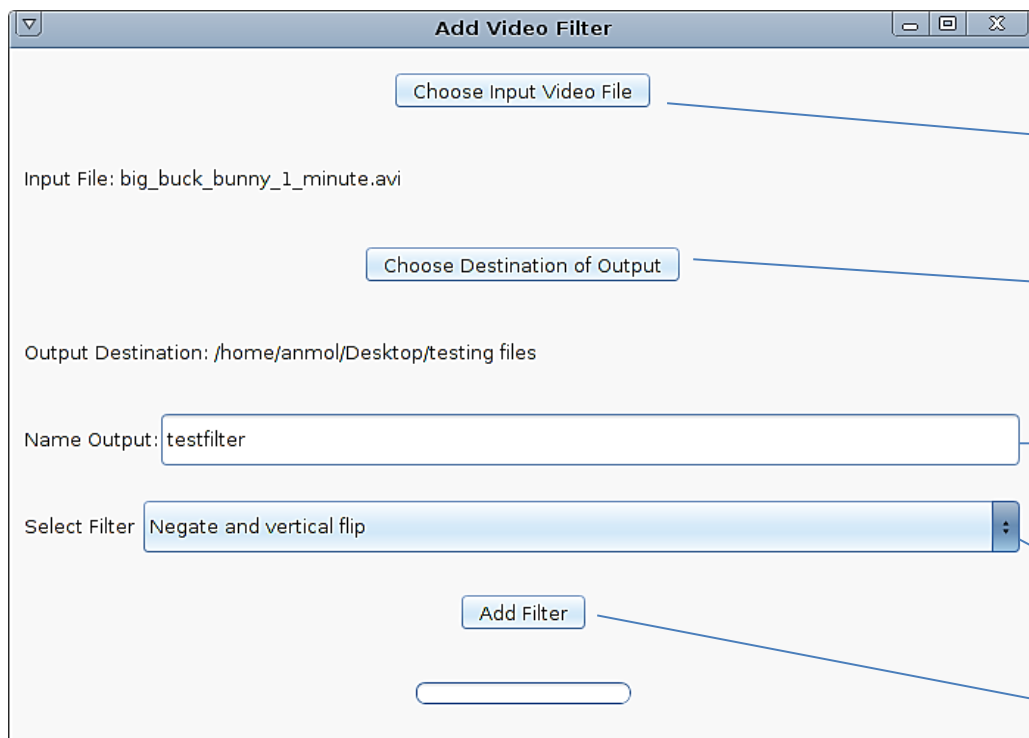 Add Video Filter
Choose Input Video File
Input File: big_buck_bunny_1_minute.avi
Choose Destination of Output
Output Destination: /home/anmol/Desktop/testing files
Name Output: testfilter
Select Filter Negate and vertical flip
Add Filter